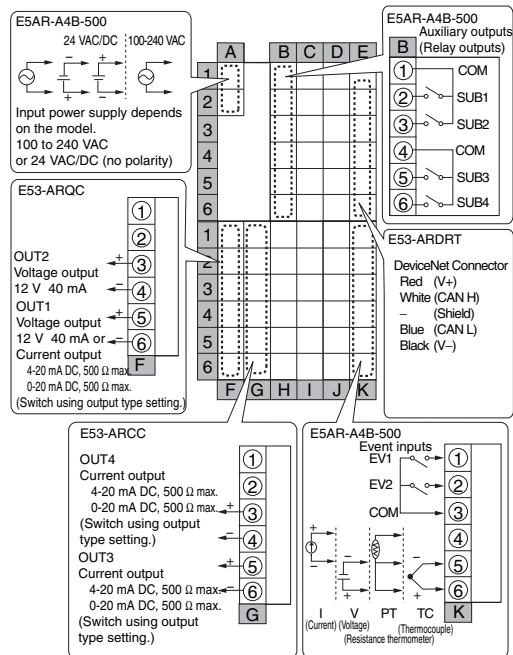 E5AR-A4B-500
24 VAC/DC 100-240 VAC
− +
+ −
Input power supply depends
on the model.
100 to 240 VAC
or 24 VAC/DC (no polarity)
A B C D E
1
2
3
4
5
6
1
2
3
4
5
6
F G H I J K
E5AR-A4B-500
Auxiliary outputs
(Relay outputs)
B
1 COM
2 SUB1
3 SUB2
4 COM
5 SUB3
6 SUB4
E53-ARQC
1
2
OUT2
Voltage output + 3
12 V 40 mA − 4
OUT1
Voltage output + 5
12 V 40 mA or − 6
Current output
4-20 mA DC, 500 Ω max.
0-20 mA DC, 500 Ω max.
(Switch using output type setting.)
F
E53-ARDRT
DeviceNet Connector
Red (V+)
White (CAN H)
– (Shield)
Blue (CAN L)
Black (V–)
E53-ARCC
OUT4 1
Current output 2
4-20 mA DC, 500 Ω max.
0-20 mA DC, 500 Ω max. + 3
(Switch using output
type setting.) − 4
OUT3 + 5
Current output
4-20 mA DC, 500 Ω max. − 6
0-20 mA DC, 500 Ω max.
(Switch using output
type setting.)
G
E5AR-A4B-500
Event inputs
EV1 1
EV2 2
COM 3
4
5
6
+ − − +
− +
I V PT TC K
(Current) (Voltage) (Thermocouple)
(Resistance thermometer)